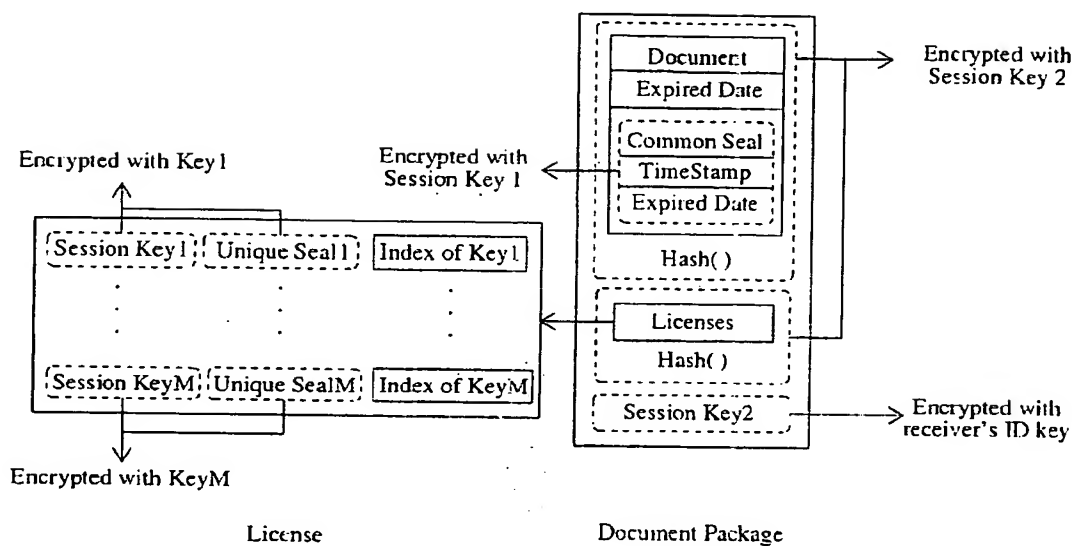 Document
Expired Date
Common Seal
TimeStamp
Expired Date
Hash( )
Licenses
Hash( )
Session Key2
Encrypted with
Session Key 2
Encrypted with
Session Key 1
Encrypted with
receiver's ID key
Encrypted with Key1
Session Key1 Unique Seal1 Index of Key1
Session KeyM Unique SealM Index of KeyM
Encrypted with KeyM
License
Document Package